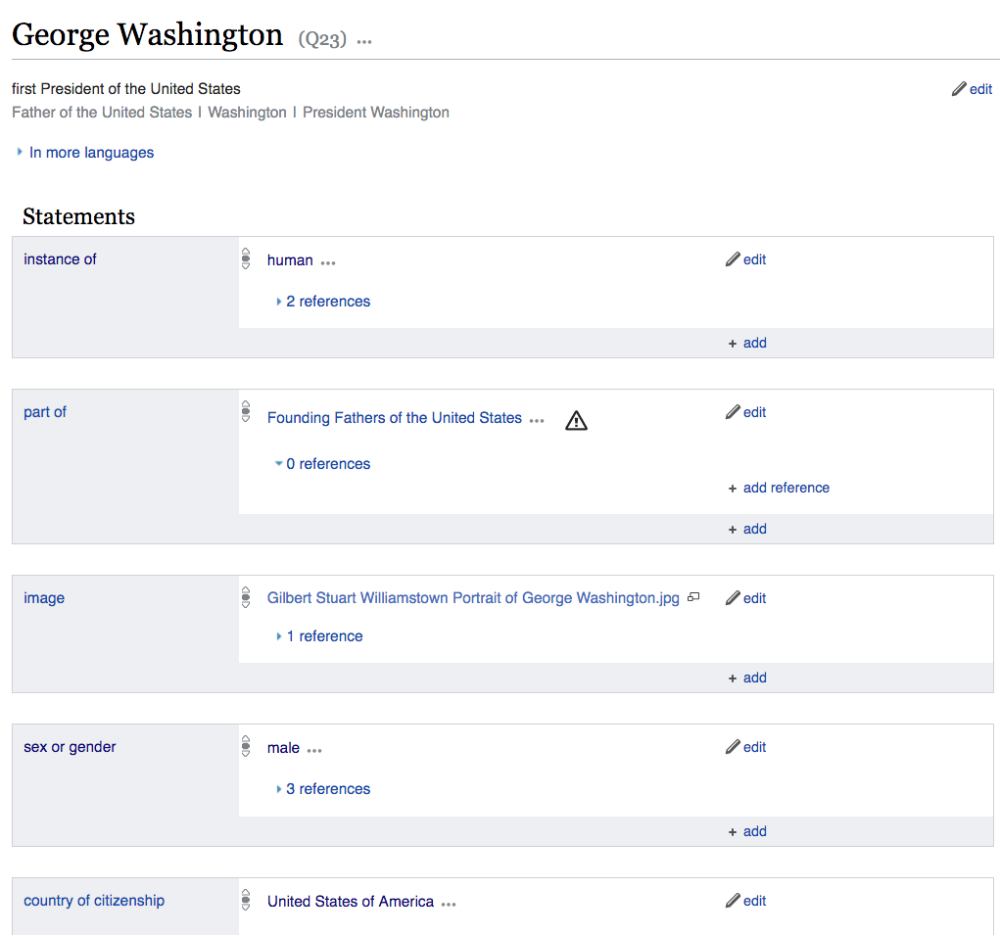 George Washington (Q23) ...
first President of the United States edit
Father of the United States | Washington | President Washington
In more languages
Statements
instance of human ... edit
2 references
+ add
part of Founding Fathers of the United States ... edit
0 references
+ add reference
+ add
image Gilbert Stuart Williamstown Portrait of George Washington.jpg edit
1 reference
+ add
sex or gender male ... edit
3 references
+ add
country of citizenship United States of America ... edit